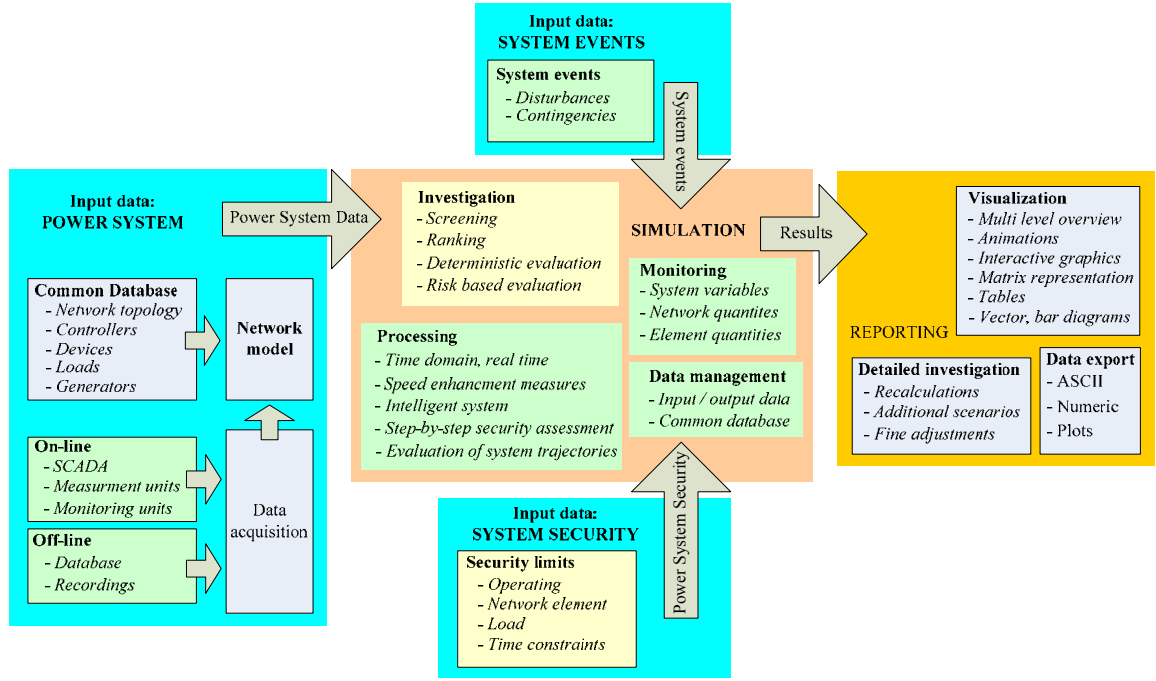 Input data:
SYSTEM EVENTS
System events
- Disturbances
- Contingencies
System events
Input data:
POWER SYSTEM
Power System Data
Common Database
- Network topology
- Controllers
- Devices
- Loads
- Generators
Network
model
On-line
- SCADA
- Measurment units
- Monitoring units
Off-line
- Database
- Recordings
Data
acquisition
Investigation
- Screening
- Ranking
- Deterministic evaluation
- Risk based evaluation
SIMULATION
Processing
- Time domain, real time
- Speed enhancment measures
- Intelligent system
- Step-by-step security assessment
- Evaluation of system trajectories
Monitoring
- System variables
- Network quantites
- Element quantities
Data management
- Input / output data
- Common database
Results
Input data:
SYSTEM SECURITY
Security limits
- Operating
- Network element
- Load
- Time constraints
Power System Security
Visualization
- Multi level overview
- Animations
- Interactive graphics
- Matrix representation
- Tables
- Vector, bar diagrams
REPORTING
Detailed investigation
- Recalculations
- Additional scenarios
- Fine adjustments
Data export
- ASCII
- Numeric
- Plots